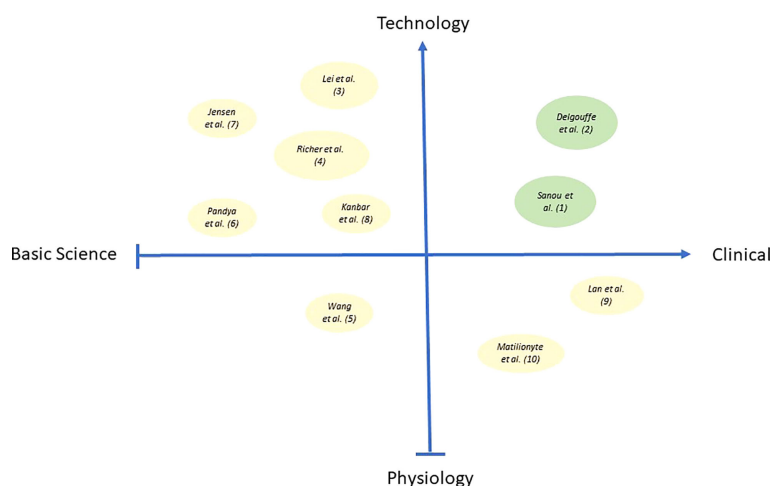 Technology
Lei et al.
(3)
Jensen
et al. (7)
Delgouffe
et al. (2)
Richer et al.
(4)
Sanou et
al. (1)
Pandya
et al. (6)
Kanbar
et al. (8)
Basic Science
Clinical
Lan et al.
(9)
Wang
et al. (5)
Matilionyte
et al. (10)
Physiology